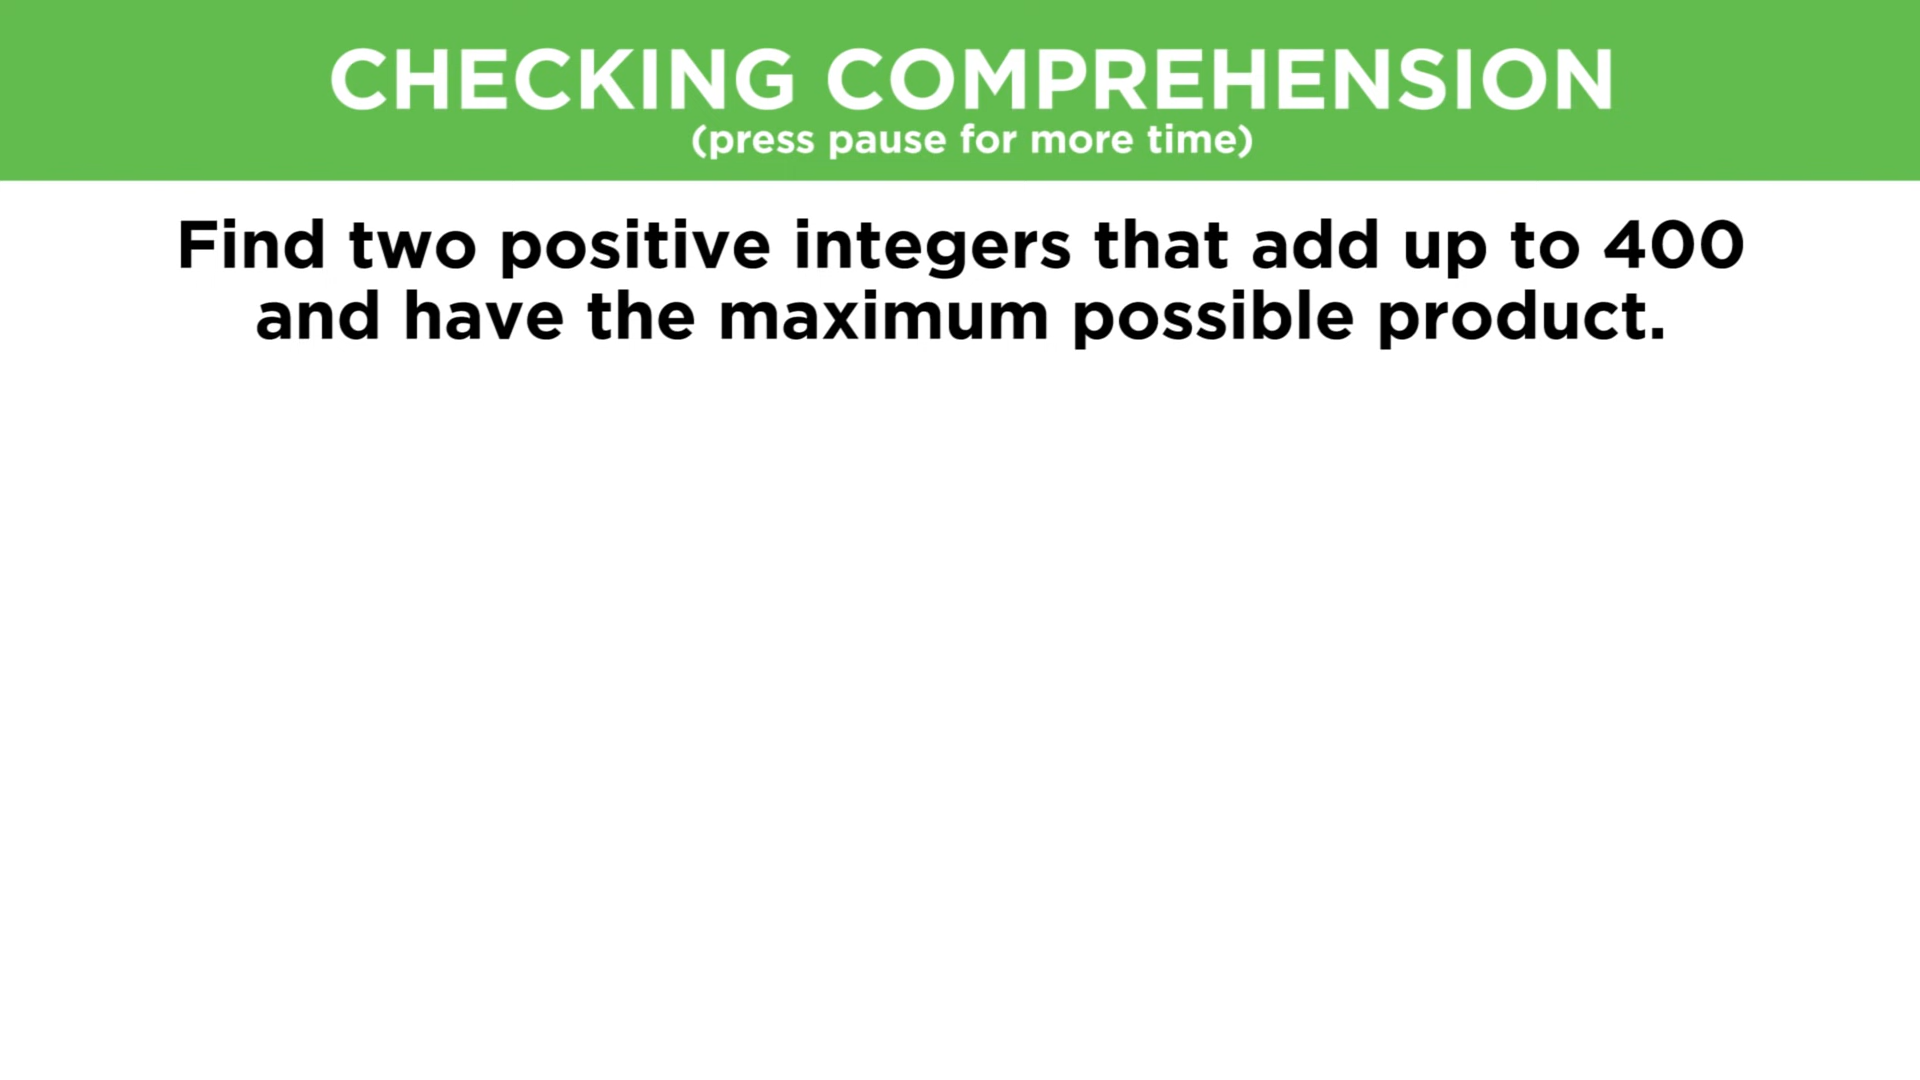 CHECKING COMPREHENSION
(press pause for more time)
Find two positive integers that add up to 400
and have the maximum possible product.